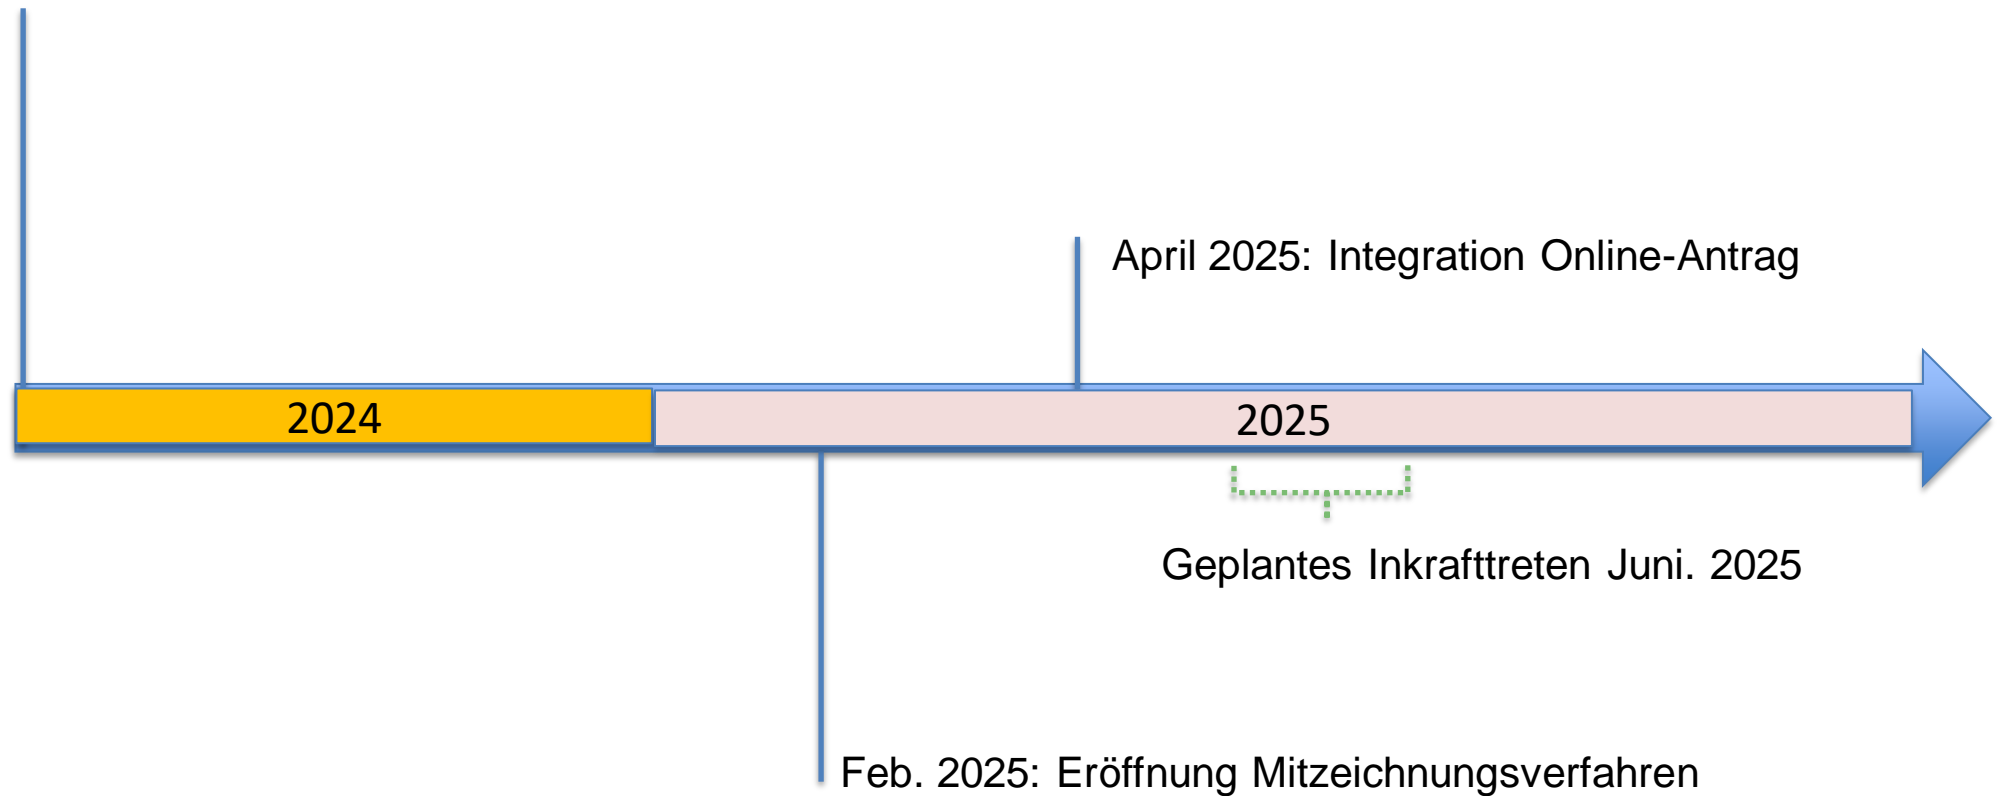 April 2025: Integration Online-Antrag
2024
2025
Geplantes Inkrafttreten Juni. 2025
Feb. 2025: Eröffnung Mitzeichnungsverfahren